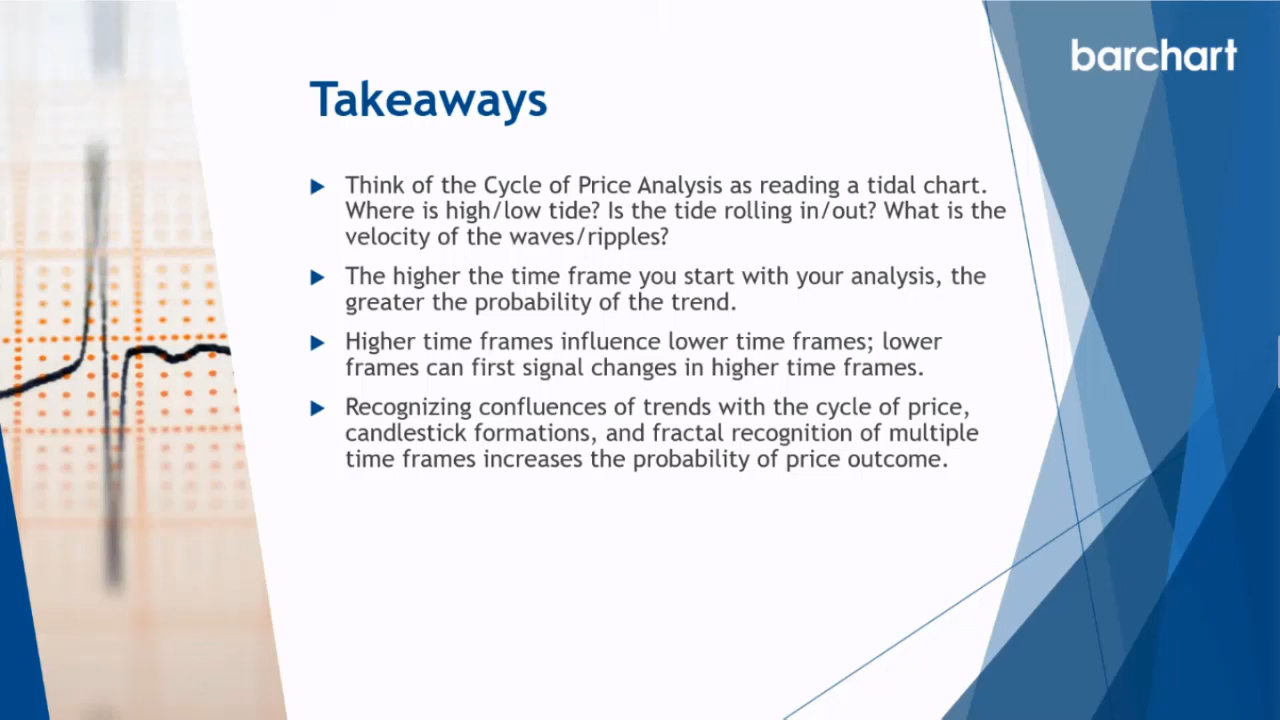 barchart
Takeaways
Think of the Cycle of Price Analysis as reading a tidal chart.
Where is high/low tide? Is the tide rolling in/out? What is the
velocity of the waves/ripples?
The higher the time frame you start with your analysis, the
greater the probability of the trend.
Higher time frames influence lower time frames; lower
frames can first signal changes in higher time frames.
Recognizing confluences of trends with the cycle of price,
candlestick formations, and fractal recognition of multiple
time frames increases the probability of price outcome.